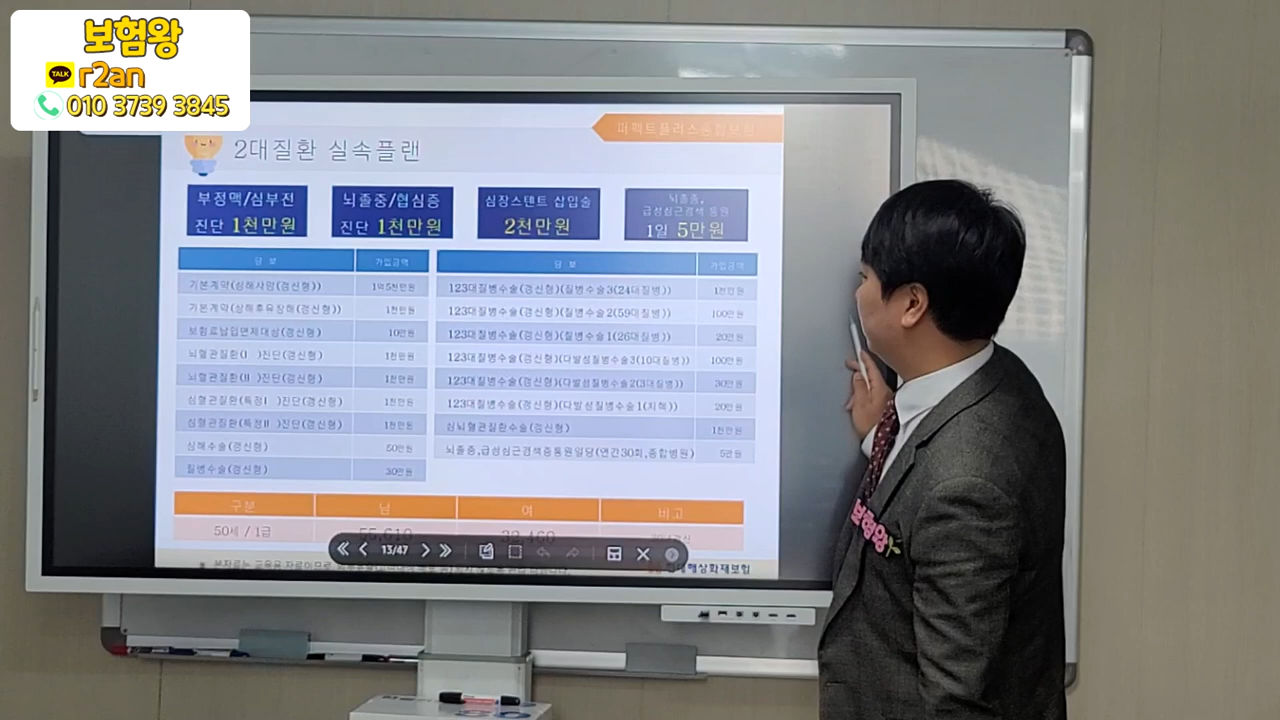 보험왕
TALK r2an
010 3739 3845
퍼펙트플러스종합보험
2대질환 실속플랜
부정맥/심부전
진단 1천만원
뇌졸중/협심증
진단 1천만원
심장스텐트 삽입술
2천만원
뇌졸중,
급성심근경색 통원
1일 5만원
담 보 가입금액
기본계약(상해사망(갱신형)) 1억5천만원
기본계약(상해후유장해(갱신형)) 1천만원
보험료납입면제대상(갱신형) 10만원
뇌혈관질환(Ⅰ)진단(갱신형) 1천만원
뇌혈관질환(Ⅱ)진단(갱신형) 1천만원
심혈관질환(특정Ⅰ)진단(갱신형) 1천만원
심혈관질환(특정Ⅱ)진단(갱신형) 1천만원
상해수술(갱신형) 50만원
질병수술(갱신형) 30만원
담 보 가입금액
123대질병수술(갱신형)(질병수술3(24대질병)) 1천만원
123대질병수술(갱신형)(질병수술2(59대질병)) 100만원
123대질병수술(갱신형)(질병수술1(26대질병)) 20만원
123대질병수술(갱신형)(다발성질병수술3(10대질병)) 100만원
123대질병수술(갱신형)(다발성질병수술2(3대질병)) 30만원
123대질병수술(갱신형)(다발성질병수술1(치핵)) 20만원
심뇌혈관질환수술(갱신형) 1천만원
뇌졸중,급성심근경색증통원일당(연간30회,종합병원) 5만원
구분 남 여 비고
50세 / 1급 55,610
13/47
현대해상화재보험
보험왕